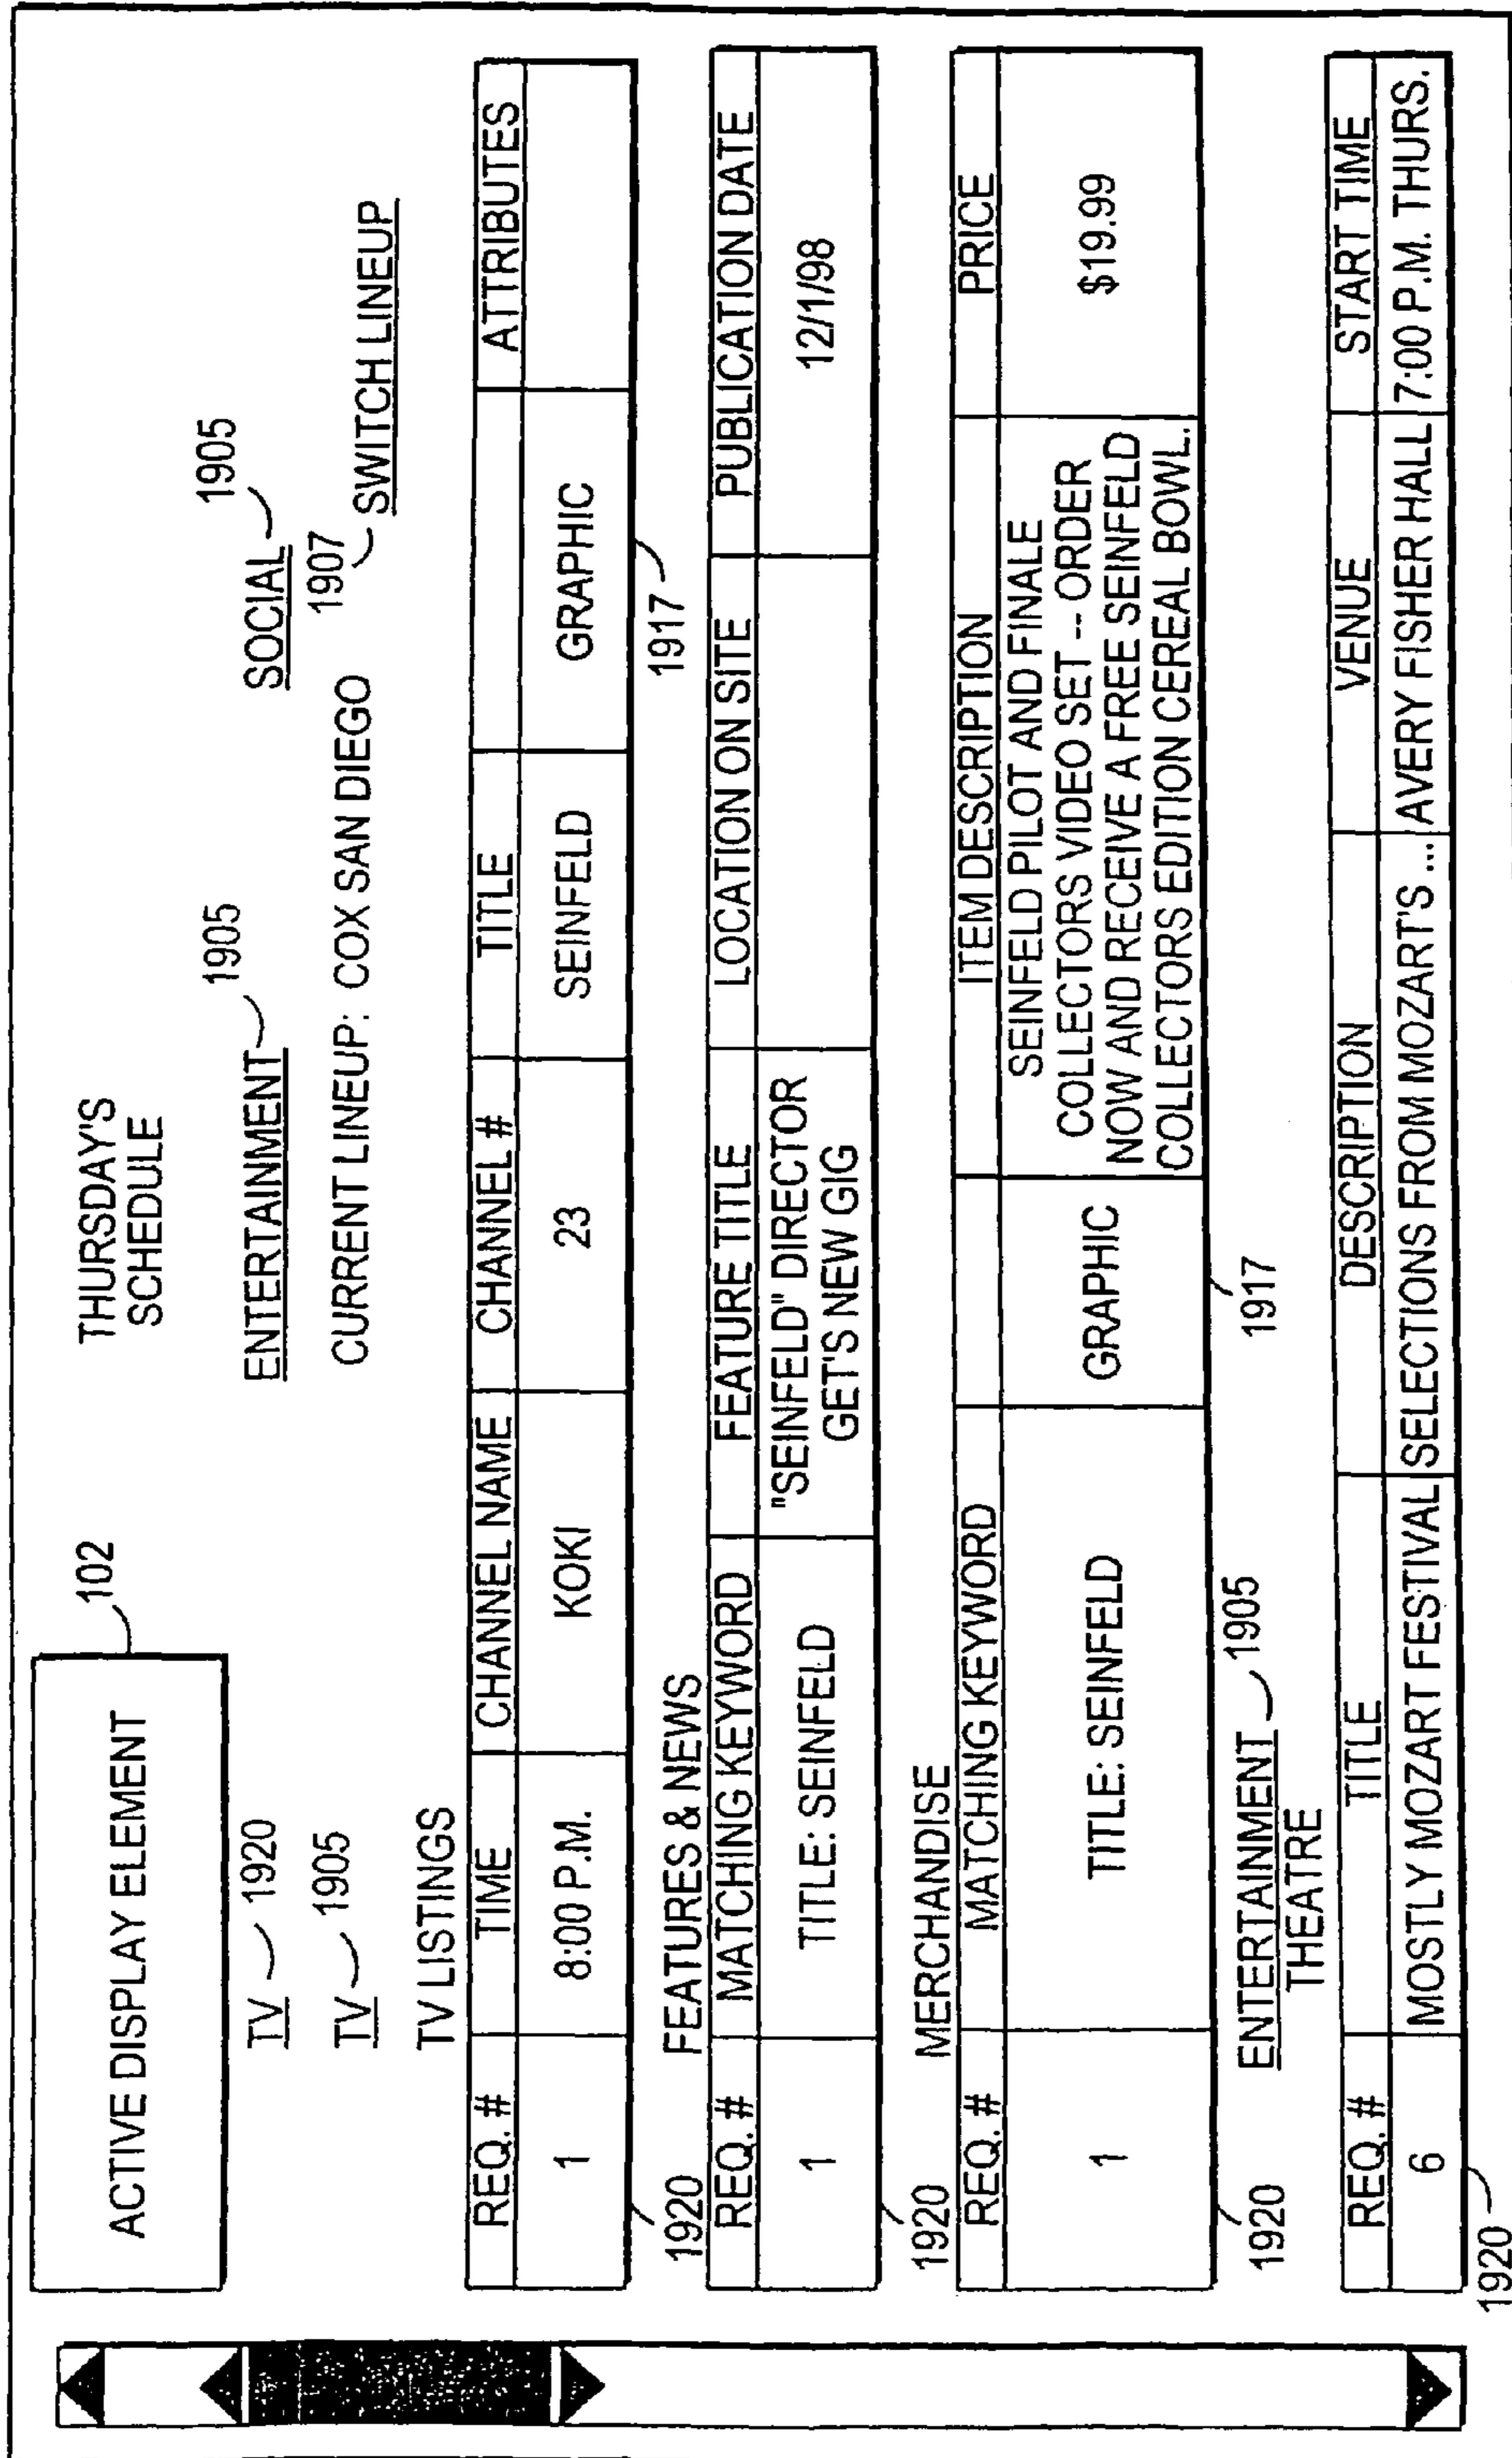 ACTIVE DISPLAY ELEMENT
102
THURSDAY'S
SCHEDULE
TV 1920
ENTERTAINMENT 1905
SOCIAL 1905
TV 1905
CURRENT LINEUP: COX SAN DIEGO
1907
SWITCH LINEUP
TV LISTINGS
REQ. # TIME CHANNEL NAME CHANNEL # TITLE ATTRIBUTES
1 8:00 P.M. KOKI 23 SEINFELD GRAPHIC
1920
1917
FEATURES & NEWS
REQ. # MATCHING KEYWORD FEATURE TITLE LOCATION ON SITE PUBLICATION DATE
1 TITLE: SEINFELD "SEINFELD" DIRECTOR
GET'S NEW GIG
12/1/98
1920
MERCHANDISE
REQ. # MATCHING KEYWORD ITEM DESCRIPTION PRICE
1 TITLE: SEINFELD GRAPHIC
SEINFELD PILOT AND FINALE
COLLECTORS VIDEO SET -- ORDER
NOW AND RECEIVE A FREE SEINFELD
COLLECTORS EDITION CEREAL BOWL.
$19.99
1920
1917
ENTERTAINMENT 1905
THEATRE
REQ. # TITLE DESCRIPTION VENUE START TIME
6 MOSTLY MOZART FESTIVAL SELECTIONS FROM MOZART'S ... AVERY FISHER HALL 7:00 P.M. THURS.
1920